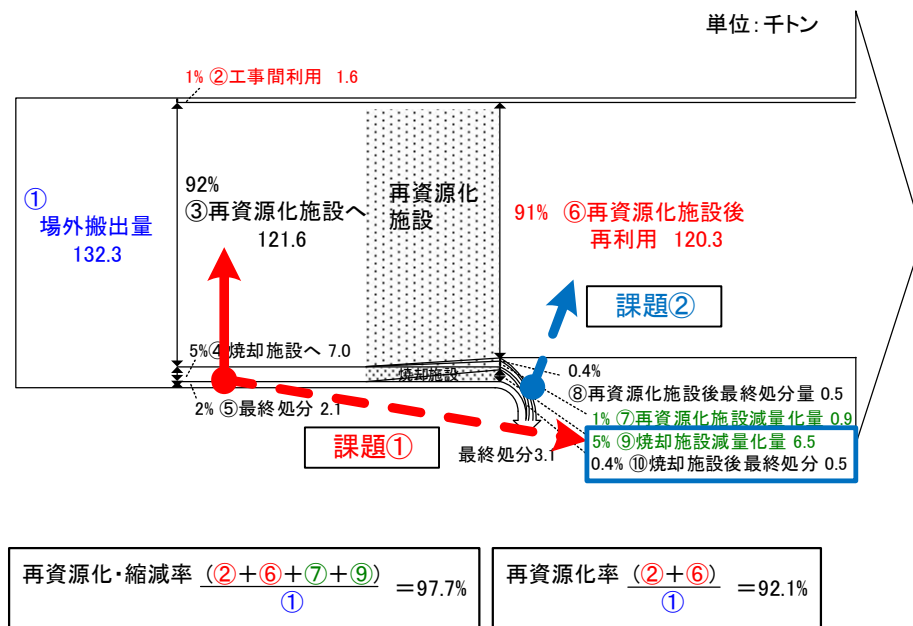 単位:千トン
1% ②工事間利用 1.6
①
場外搬出量
132.3
92%
③再資源化施設へ
121.6
再資源化
施設
91% ⑥再資源化施設後
再利用 120.3
課題②
5%④焼却施設へ 7.0
焼却施設
0.4%
⑧再資源化施設後最終処分量 0.5
2% ⑤最終処分 2.1
1% ⑦再資源化施設減量化量 0.9
課題①
5% ⑨焼却施設減量化量 6.5
最終処分3.1
0.4% ⑩焼却施設後最終処分 0.5
再資源化・縮減率 (②+⑥+⑦+⑨)
① =97.7%
再資源化率 (②+⑥)
① =92.1%